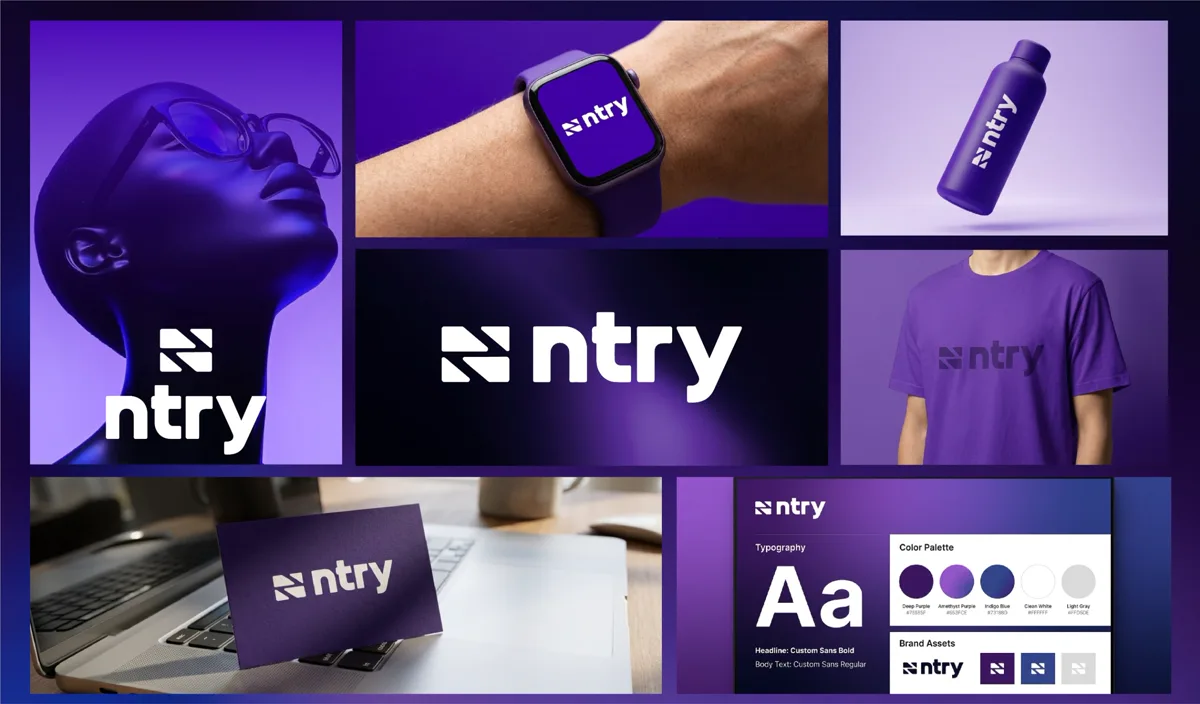 ntry
ntry
ntry
ntry
ntry
ntry
ntry
Typography
Aa
Headline: Custom Sans Bold
Body Text: Custom Sans Regular
Color Palette
Deep Purple
Amethyst Purple
Indigo Blue
Clean White
Light Gray
#FFFFFF
Brand Assets
ntry